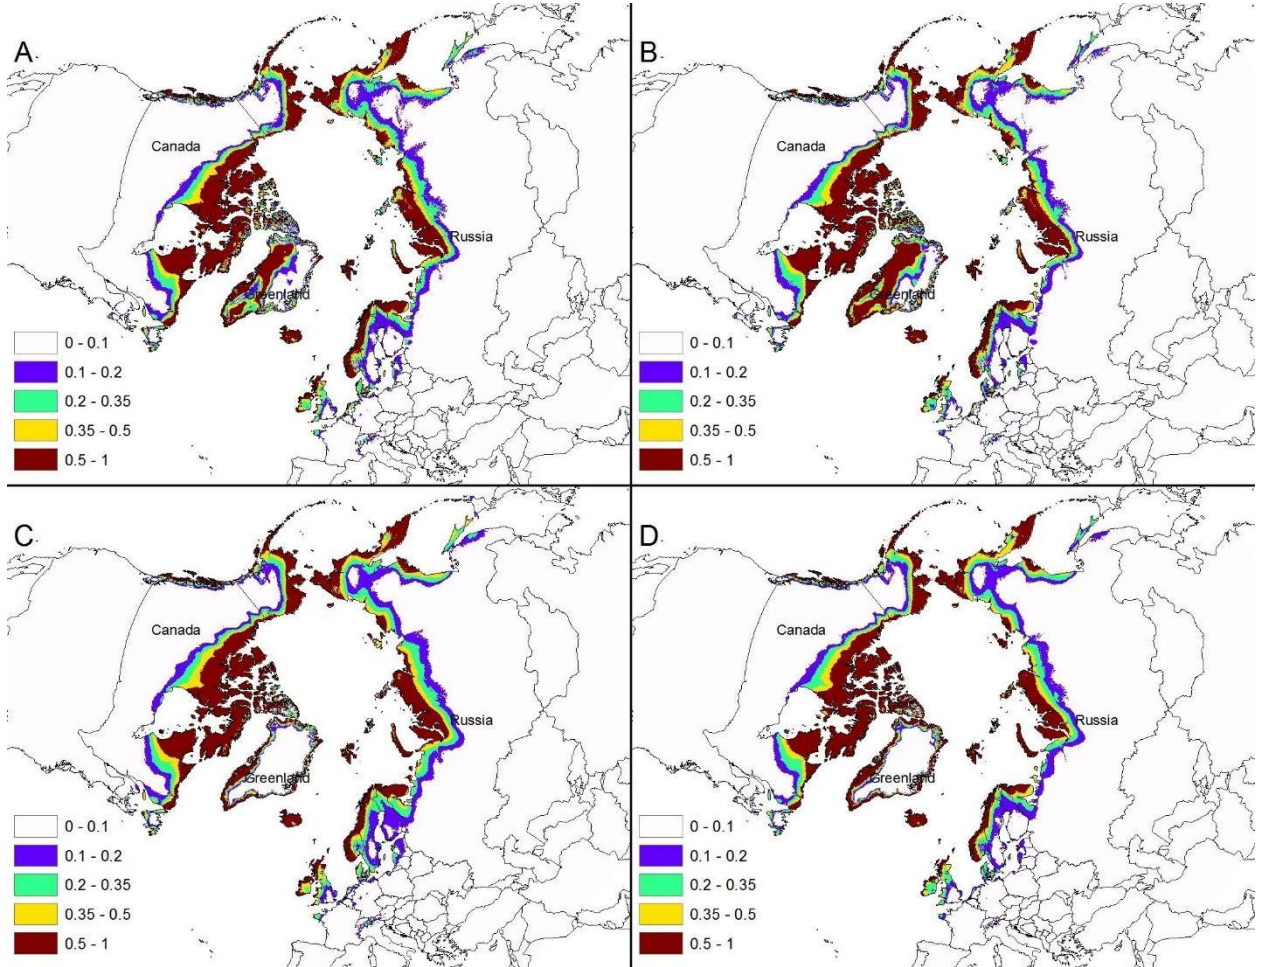 A
Canada
Russia
Greenland
0 - 0.1
0.1 - 0.2
0.2 - 0.35
0.35 - 0.5
0.5 - 1
B
Canada
Russia
Greenland
0 - 0.1
0.1 - 0.2
0.2 - 0.35
0.35 - 0.5
0.5 - 1
C
Canada
Russia
Greenland
0 - 0.1
0.1 - 0.2
0.2 - 0.35
0.35 - 0.5
0.5 - 1
D
Canada
Russia
Greenland
0 - 0.1
0.1 - 0.2
0.2 - 0.35
0.35 - 0.5
0.5 - 1